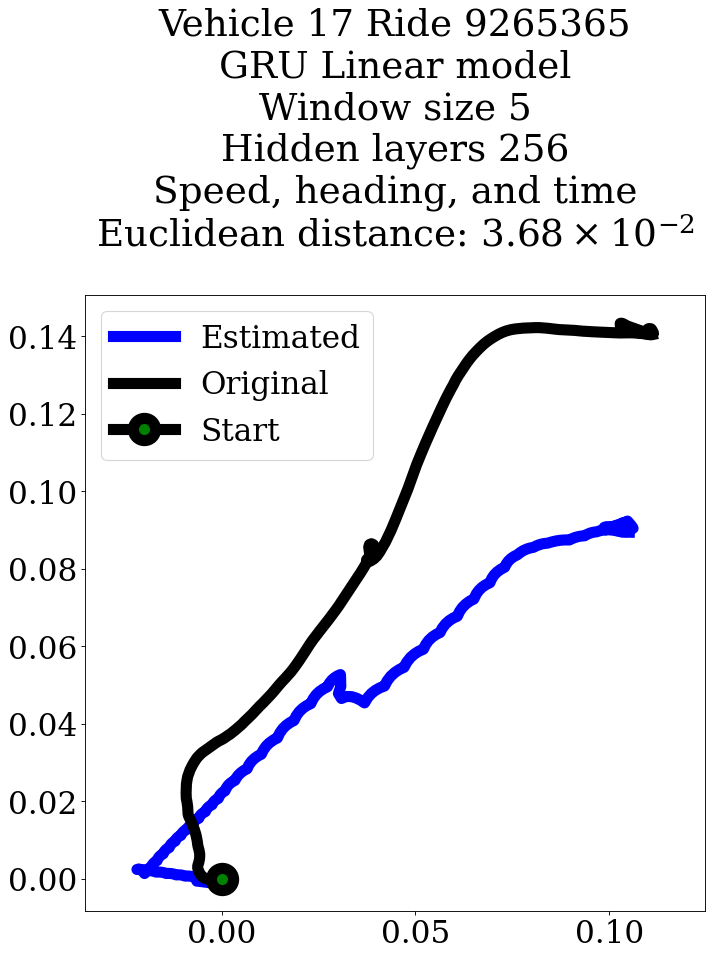 Vehicle 17 Ride 9265365
GRU Linear model
Window size 5
Hidden layers 256
Speed, heading, and time
Euclidean distance: 3.68 × 10⁻²
Estimated
Original
Start
0.14
0.12
0.10
0.08
0.06
0.04
0.02
0.00
0.00 0.05 0.10